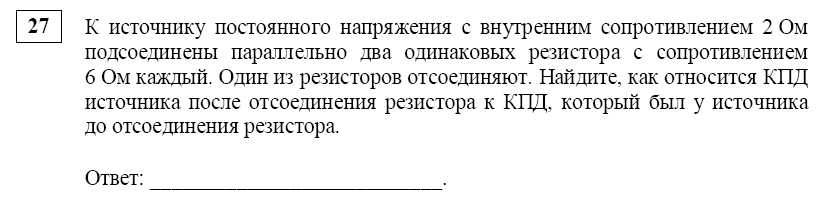 27 К источнику постоянного напряжения с внутренним сопротивлением 2 Ом
подсоединены параллельно два одинаковых резистора с сопротивлением
6 Ом каждый. Один из резисторов отсоединяют. Найдите, как относится КПД
источника после отсоединения резистора к КПД, который был у источника
до отсоединения резистора.
Ответ: ___________________________.